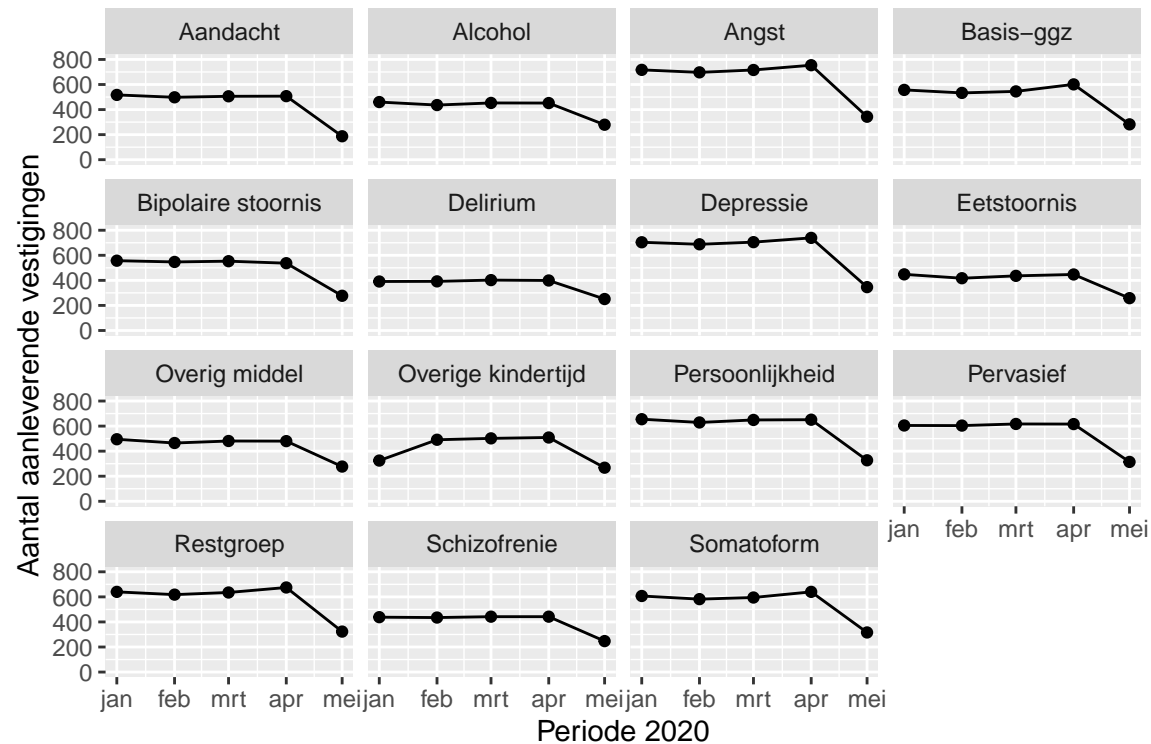 Aandacht Alcohol Angst Basis−ggz
800
600
400
200
0
Bipolaire stoornis Delirium Depressie Eetstoornis
800
600
400
200
0
Overig middel Overige kindertijd Persoonlijkheid Pervasief
800
600
400
200
0
jan feb mrt apr mei
Restgroep Schizofrenie Somatoform
800
600
400
200
0
jan feb mrt apr mei jan feb mrt apr mei jan feb mrt apr mei
Periode 2020
Aantal aanleverende vestigingen